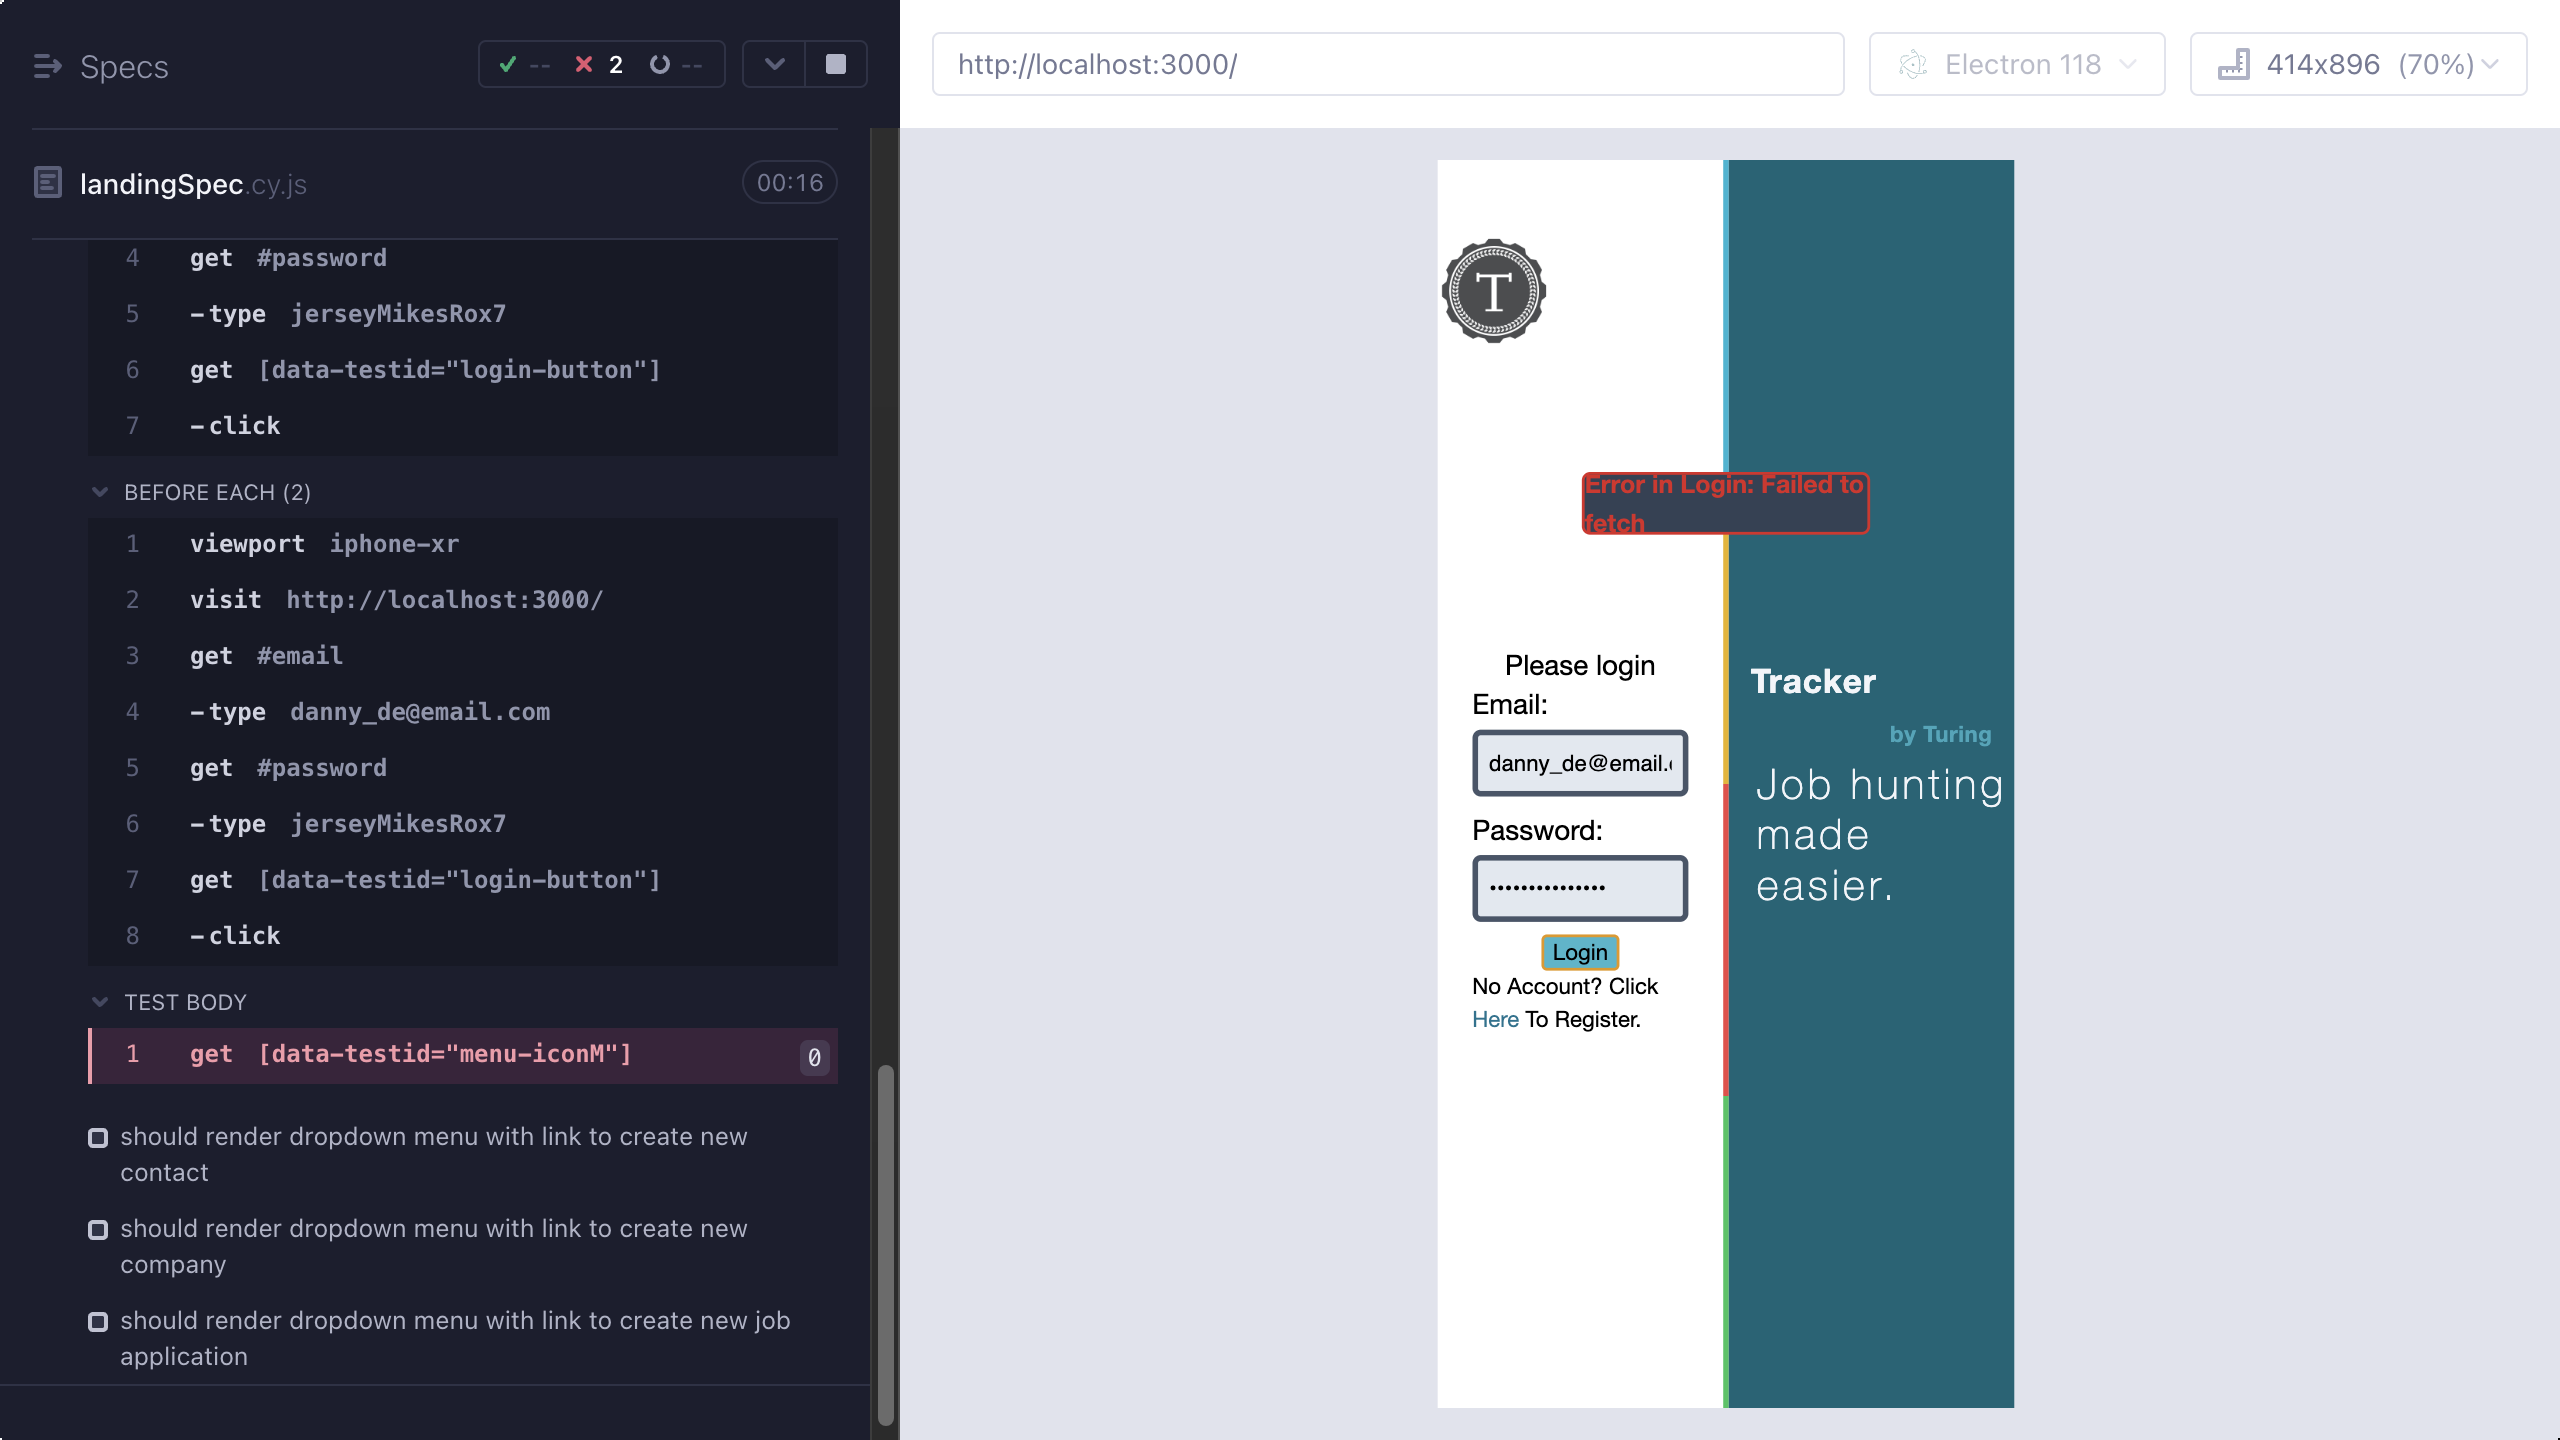 Specs
-- 2 --
landingSpec.cy.js
00:16
4 get #password
5 -type jerseyMikesRox7
6 get [data-testid="login-button"]
7 -click
BEFORE EACH (2)
1 viewport iphone-xr
2 visit http://localhost:3000/
3 get #email
4 -type danny_de@email.com
5 get #password
6 -type jerseyMikesRox7
7 get [data-testid="login-button"]
8 -click
TEST BODY
1 get [data-testid="menu-iconM"] 0
should render dropdown menu with link to create new
contact
should render dropdown menu with link to create new
company
should render dropdown menu with link to create new job
application
http://localhost:3000/
Electron 118
414x896 (70%)
T
Error in Login: Failed to
fetch
Please login
Email:
danny_de@email.
Password:
Login
No Account? Click
Here To Register.
Tracker
by Turing
Job hunting
made
easier.